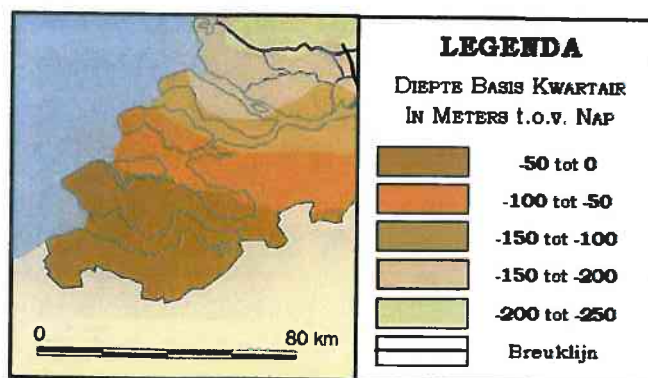 LEGENDA
DIEPTE BASIS KWARTAIR
IN METERS t.o.v. NAP
-50 tot 0
-100 tot -50
-150 tot -100
-150 tot -200
-200 tot -250
Breuklijn
0 80 km